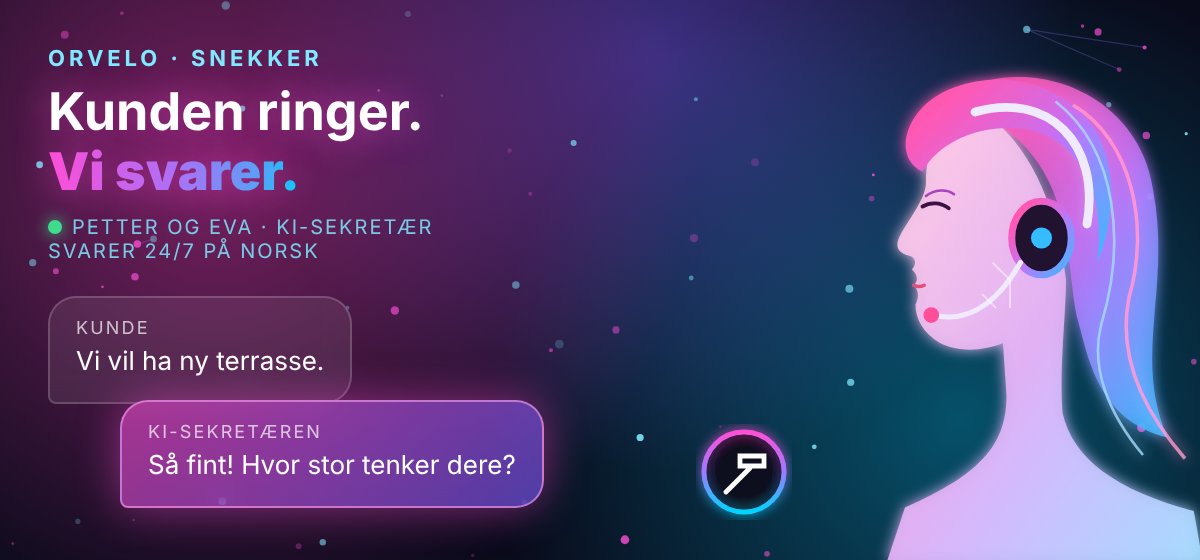 ORVELO · SNEKKER
Kunden ringer.
Vi svarer.
PETTER OG EVA · KI-SEKRETÆR
SVARER 24/7 PÅ NORSK
KUNDE
Vi vil ha ny terrasse.
KI-SEKRETÆREN
Så fint! Hvor stor tenker dere?